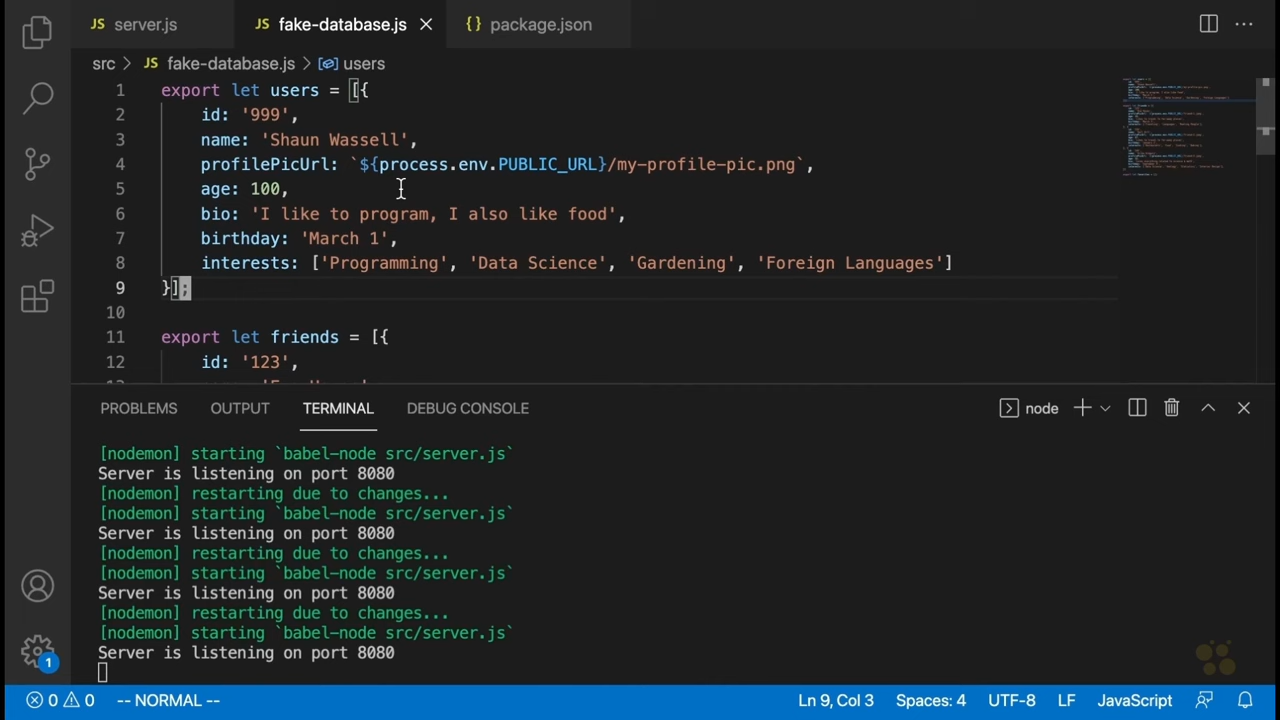 JS server.js
JS fake-database.js
{} package.json
src > JS fake-database.js > users
1 export let users = [{
2 id: '999',
3 name: 'Shaun Wassell',
4 profilePicUrl: `${process.env.PUBLIC_URL}/my-profile-pic.png`,
5 age: 100,
6 bio: 'I like to program, I also like food',
7 birthday: 'March 1',
8 interests: ['Programming', 'Data Science', 'Gardening', 'Foreign Languages']
9 }];
10
11 export let friends = [{
12 id: '123',
PROBLEMS OUTPUT TERMINAL DEBUG CONSOLE
node
[nodemon] starting `babel-node src/server.js`
Server is listening on port 8080
[nodemon] restarting due to changes...
[nodemon] starting `babel-node src/server.js`
Server is listening on port 8080
[nodemon] restarting due to changes...
[nodemon] starting `babel-node src/server.js`
Server is listening on port 8080
[nodemon] restarting due to changes...
[nodemon] starting `babel-node src/server.js`
Server is listening on port 8080
1
0 0 -- NORMAL --
Ln 9, Col 3 Spaces: 4 UTF-8 LF JavaScript